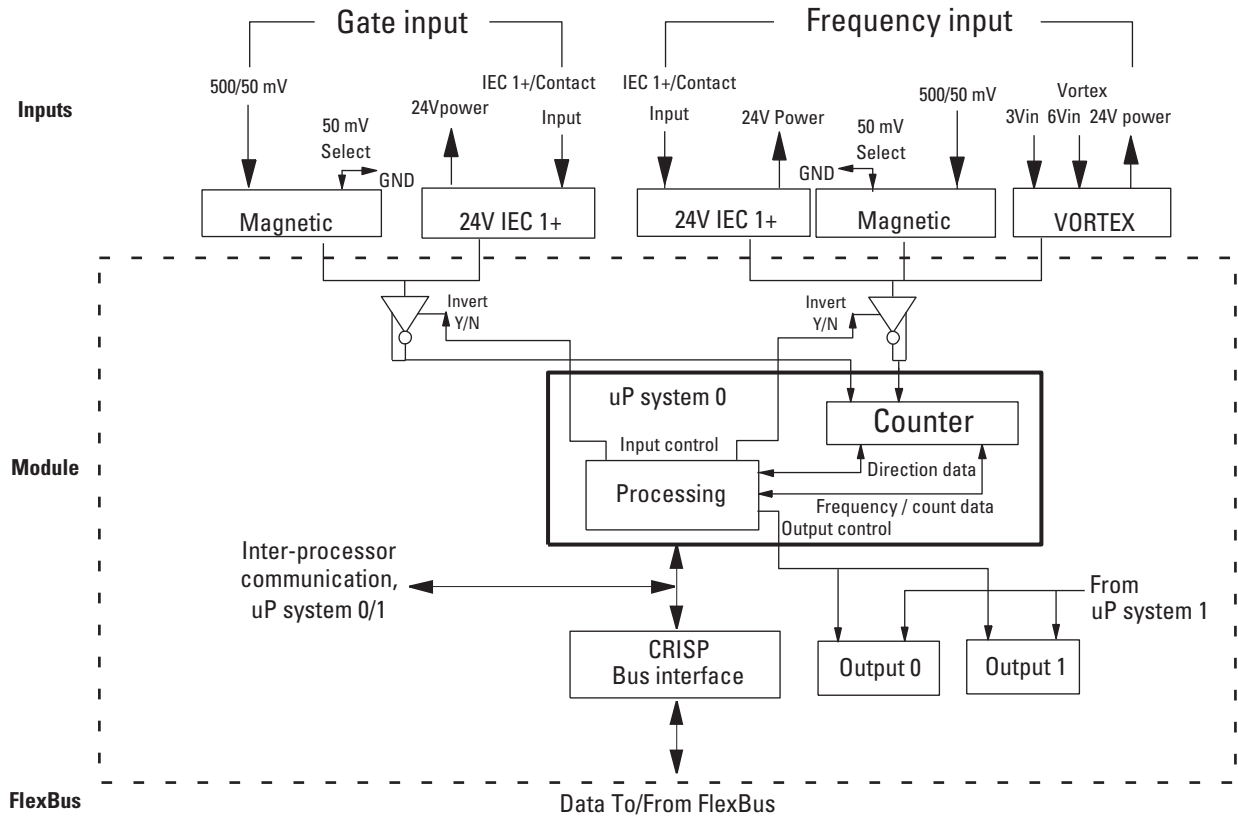 Gate input
Frequency input
Inputs
500/50 mV
50 mV
Select
GND
24Vpower
IEC 1+/Contact
Input
IEC 1+/Contact
Input
24V Power
50 mV
Select
GND
500/50 mV
Vortex
3Vin 6Vin 24V power
Magnetic
24V IEC 1+
24V IEC 1+
Magnetic
VORTEX
Invert
Y/N
Invert
Y/N
Module
uP system 0
Counter
Input control
Processing
Direction data
Frequency / count data
Output control
Inter-processor
communication,
uP system 0/1
From
uP system 1
CRISP
Bus interface
Output 0
Output 1
FlexBus
Data To/From FlexBus